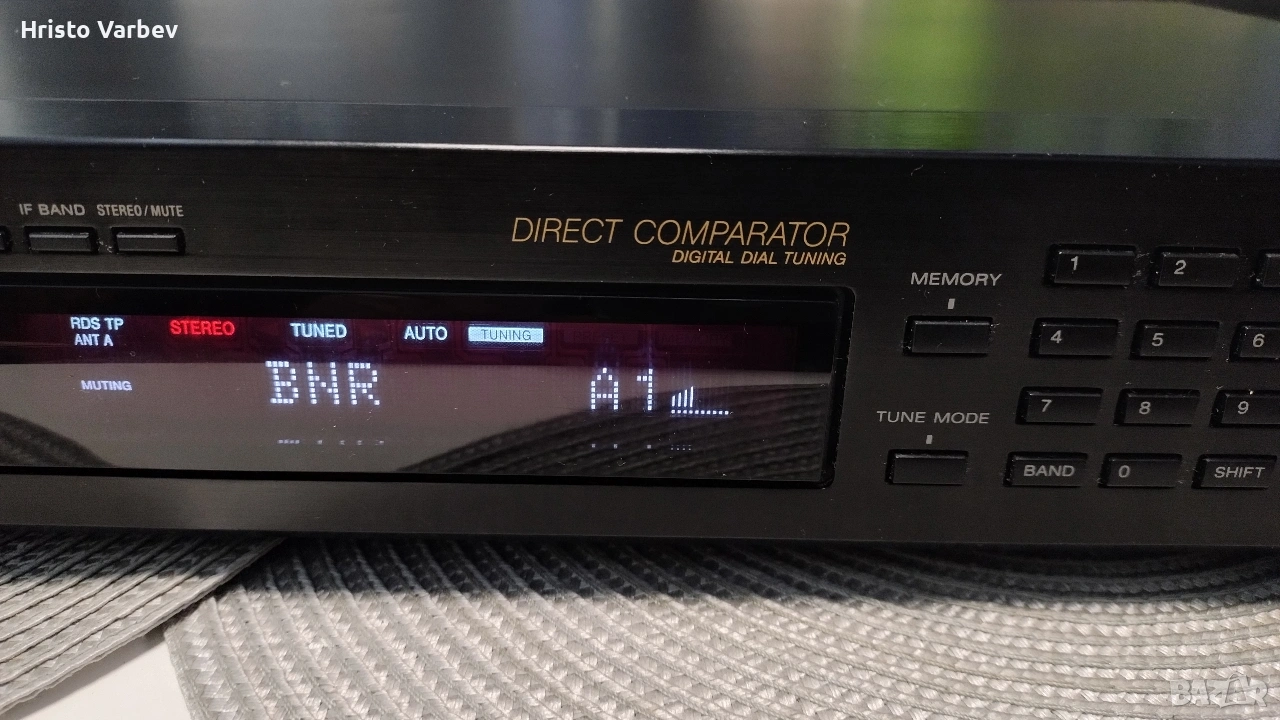 Hristo Varbev
IF BAND STEREO/MUTE
DIRECT COMPARATOR
DIGITAL DIAL TUNING
MEMORY
1 2
4 5 6
RDS TP STEREO TUNED AUTO TUNING
ANT A
MUTING BNR A1
7 8 9
TUNE MODE
BAND 0 SHIFT
BAZAR